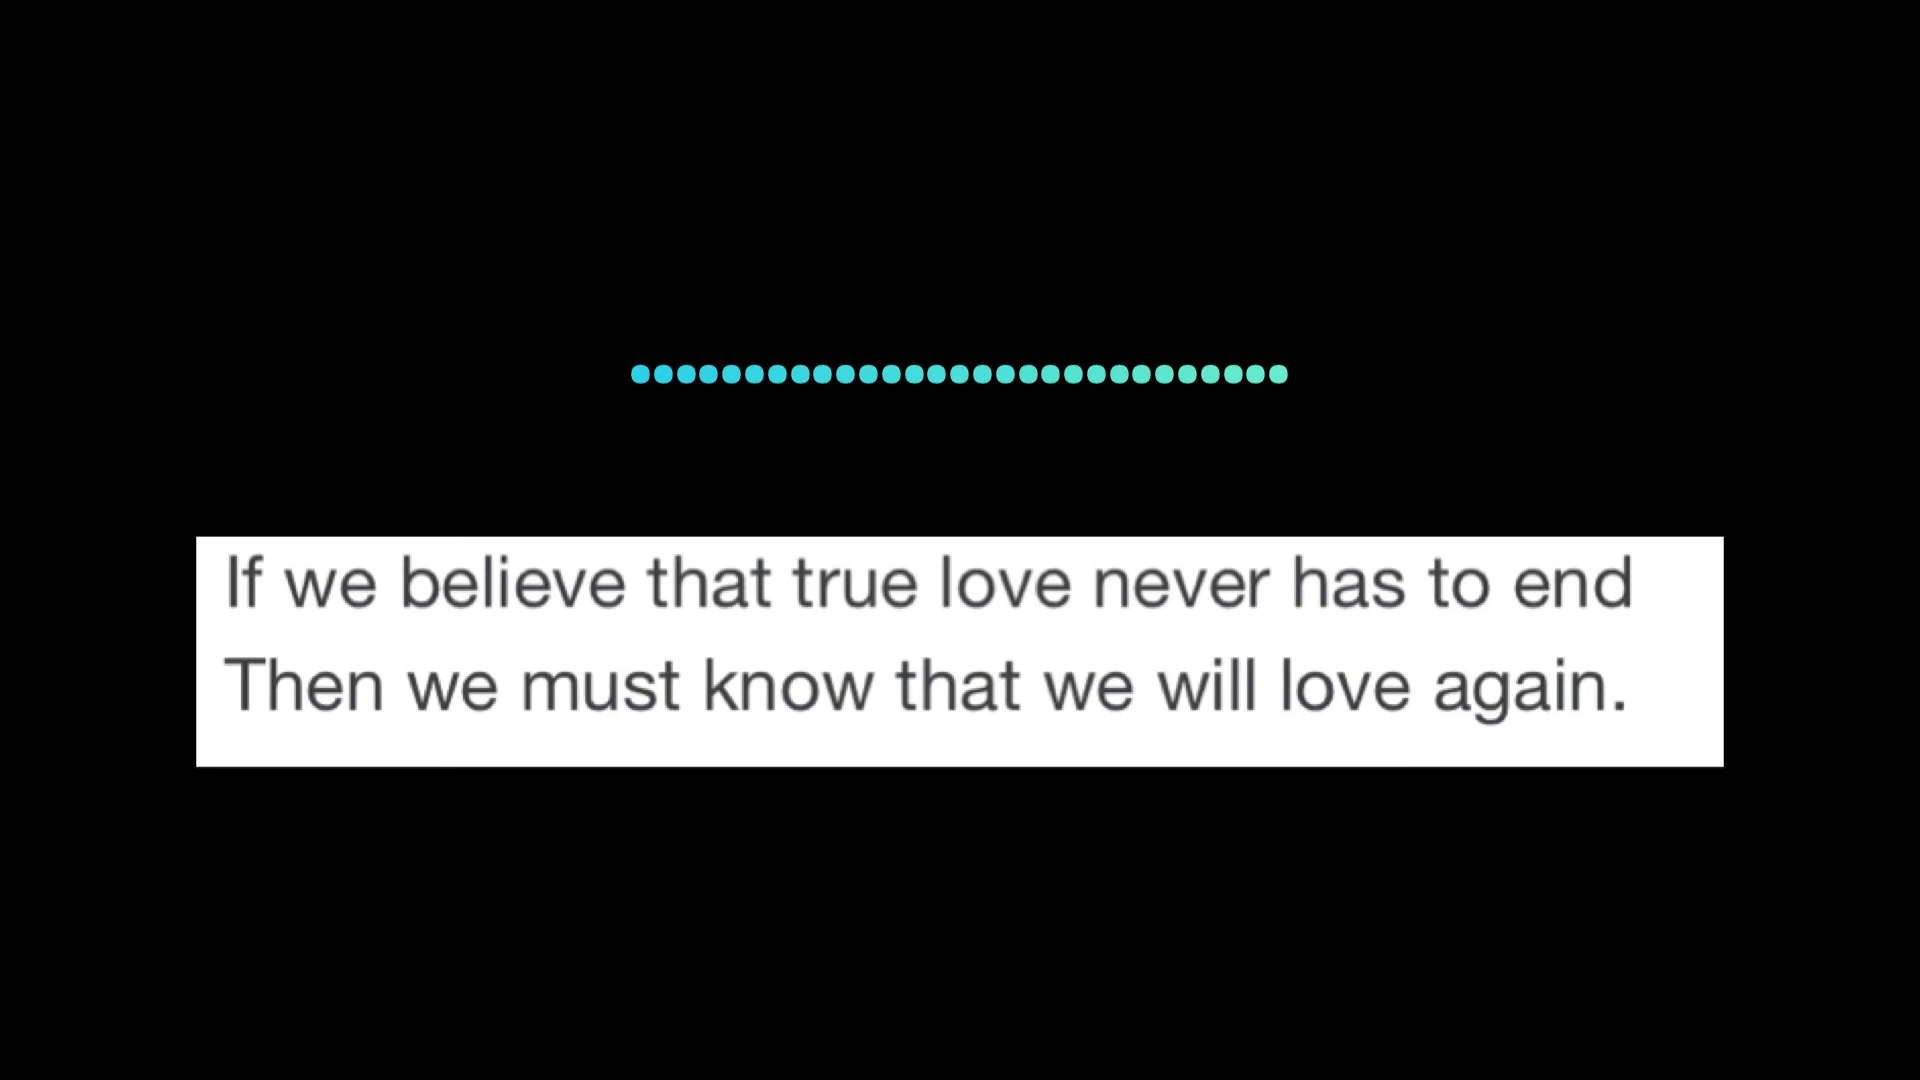 If we believe that true love never has to end
Then we must know that we will love again.